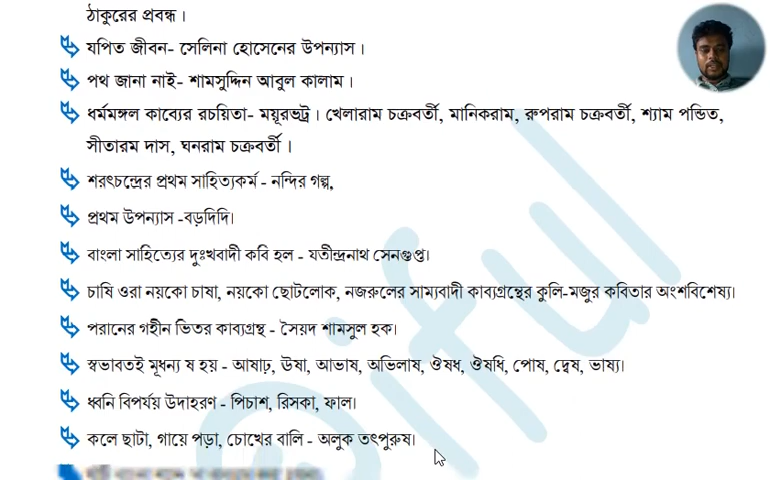 ঠাকুরের প্রবন্ধ।
যপিত জীবন- সেলিনা হোসেনের উপন্যাস।
পথ জানা নাই- শামসুদ্দিন আবুল কালাম।
ধর্মমঙ্গল কাব্যের রচয়িতা- ময়ূরভট্র। খেলারাম চক্রবর্তী, মানিকরাম, রুপরাম চক্রবর্তী, শ্যাম পন্ডিত,
সীতারম দাস, ঘনরাম চক্রবর্তী।
শরৎচন্দ্রের প্রথম সাহিত্যকর্ম - নন্দির গল্প,
প্রথম উপন্যাস -বড়দিদি।
বাংলা সাহিত্যের দুঃখবাদী কবি হল - যতীন্দ্রনাথ সেনগুপ্ত।
চাষি ওরা নয়কো চাষা, নয়কো ছোটলোক, নজরুলের সাম্যবাদী কাব্যগ্রন্থের কুলি-মজুর কবিতার অংশবিশেষ্য।
পরানের গহীন ভিতর কাব্যগ্রন্থ - সৈয়দ শামসুল হক।
স্বভাবতই মূধন্য ষ হয় - আষাঢ়, ঊষা, আভাষ, অভিলাষ, ঔষধ, ঔষধি, পোষ, দ্বেষ, ভাষ্য।
ধ্বনি বিপর্যয় উদাহরণ - পিচাশ, রিসকা, ফাল।
কলে ছাটা, গায়ে পড়া, চোখের বালি - অলুক তৎপুরুষ।